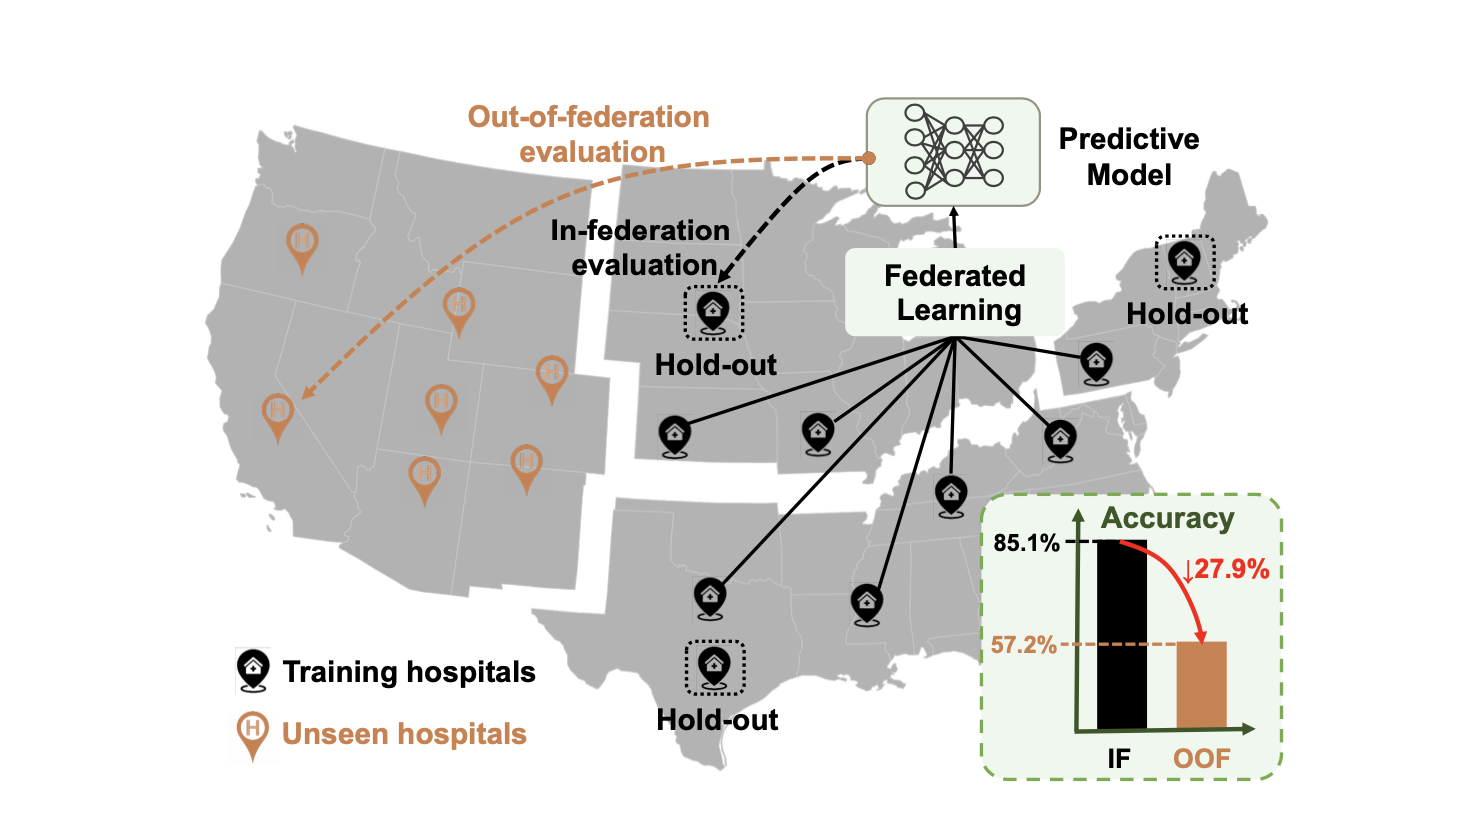 Out-of-federation
evaluation
Predictive
Model
In-federation
evaluation
Federated
Learning
Hold-out
Hold-out
H
H
H
H
H
H
H
Hold-out
Training hospitals
H
Unseen hospitals
Accuracy
85.1%
↓27.9%
57.2%
IF
OOF